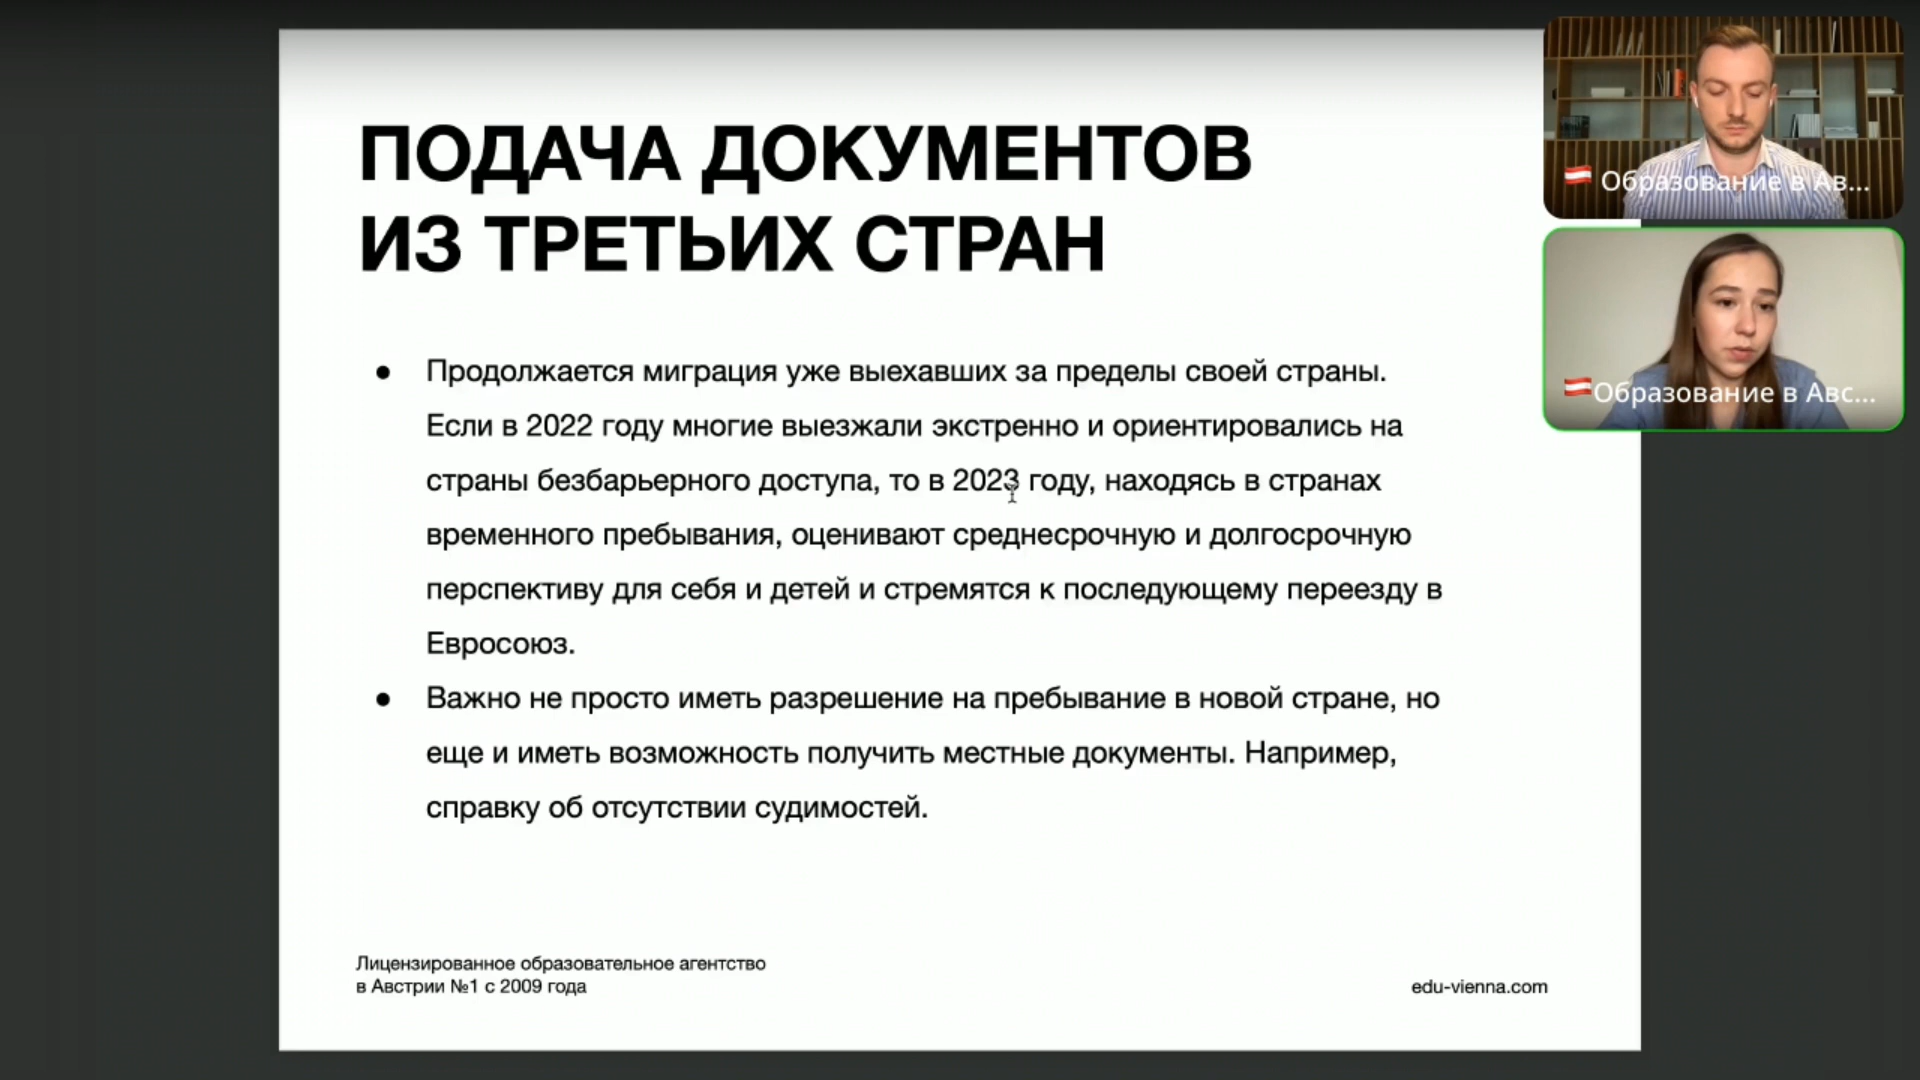 ПОДАЧА ДОКУМЕНТОВ
ИЗ ТРЕТЬИХ СТРАН
● Продолжается миграция уже выехавших за пределы своей страны.
Если в 2022 году многие выезжали экстренно и ориентировались на
страны безбарьерного доступа, то в 2023 году, находясь в странах
временного пребывания, оценивают среднесрочную и долгосрочную
перспективу для себя и детей и стремятся к последующему переезду в
Евросоюз.
● Важно не просто иметь разрешение на пребывание в новой стране, но
еще и иметь возможность получить местные документы. Например,
справку об отсутствии судимостей.
Лицензированное образовательное агентство
в Австрии №1 с 2009 года
edu-vienna.com
Образование в Ав...
Образование в Авс...